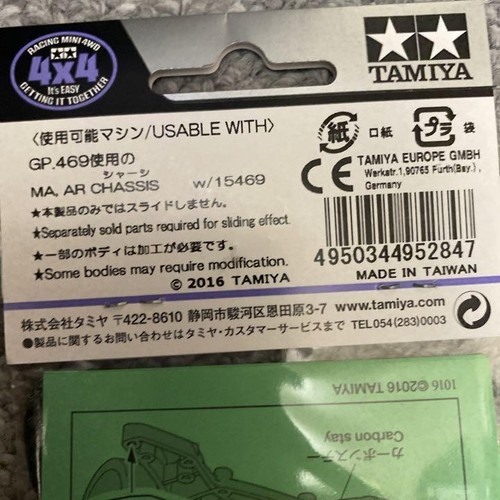 RACING MINI 4WD
4x4
It's EASY
GETTING IT TOGETHER
TAMIYA
〈使用可能マシン/USABLE WITH〉
GP.469使用の
シャーシ
MA, AR CHASSIS w/15469
★本製品のみではスライドしません。
★Separately sold parts required for sliding effect.
★一部のボディは加工が必要です。
★Some bodies may require modification.
© 2016 TAMIYA
紙 口紙
プラ 袋
CE TAMIYA EUROPE GMBH
Werkstr.1,90765 Fürth(Bay.),
Germany
4950344952847
MADE IN TAIWAN
株式会社タミヤ 〒422-8610 静岡市駿河区恩田原3-7 www.tamiya.com
●製品に関するお問い合わせはタミヤ・カスタマーサービスまで TEL054(283)0003
1016 ©2016 TAMIYA
カーボンステー
Carbon stay